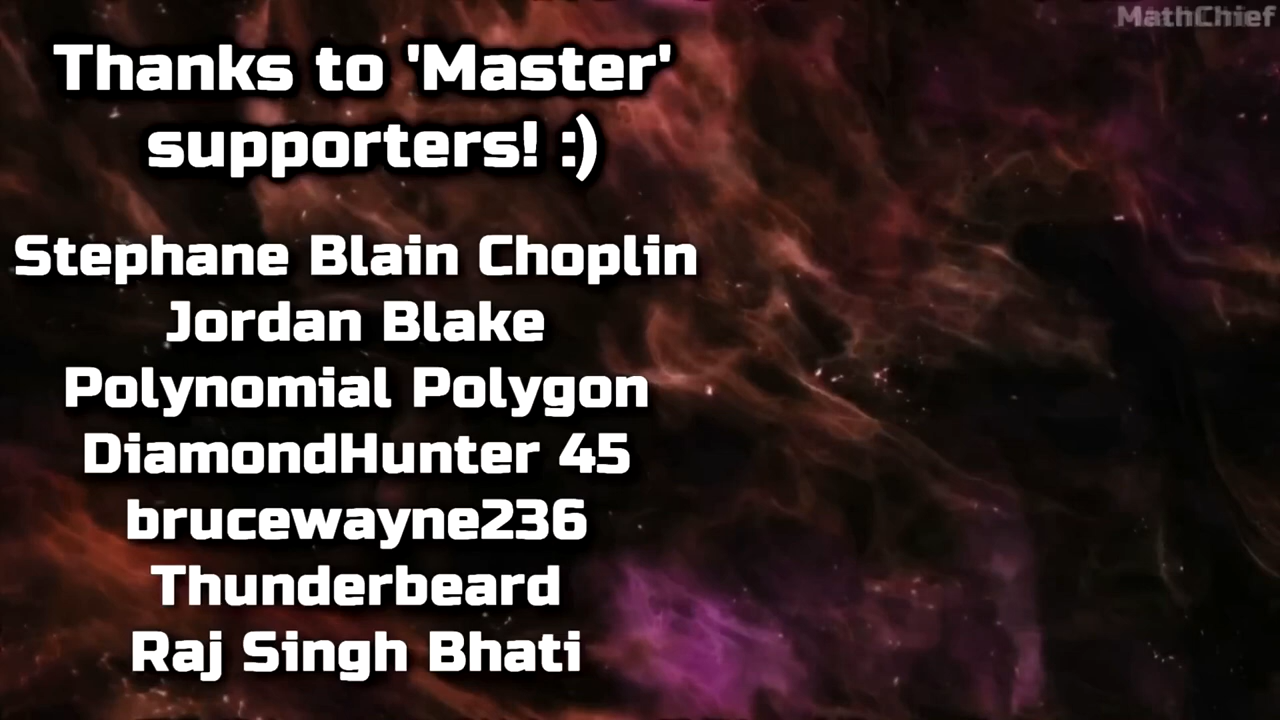 MathChief
Thanks to 'Master'
supporters! :)
Stephane Blain Choplin
Jordan Blake
Polynomial Polygon
DiamondHunter 45
brucewayne236
Thunderbeard
Raj Singh Bhati